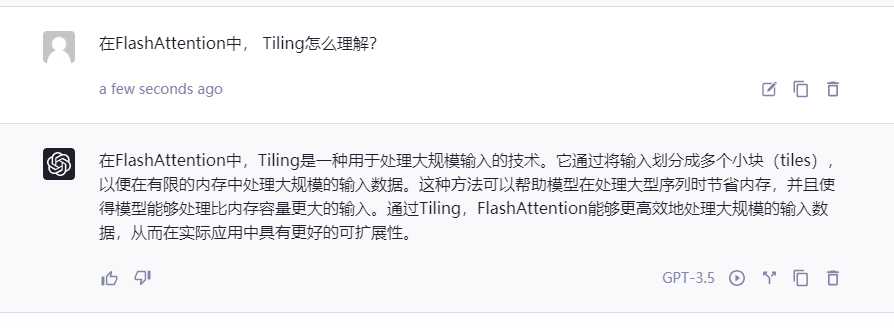 在FlashAttention中， Tiling怎么理解？
a few seconds ago
在FlashAttention中，Tiling是一种用于处理大规模输入的技术。它通过将输入划分成多个小块（tiles），
以便在有限的内存中处理大规模的输入数据。这种方法可以帮助模型在处理大型序列时节省内存，并且使
得模型能够处理比内存容量更大的输入。通过Tiling，FlashAttention能够更高效地处理大规模的输入数
据，从而在实际应用中具有更好的可扩展性。
GPT-3.5